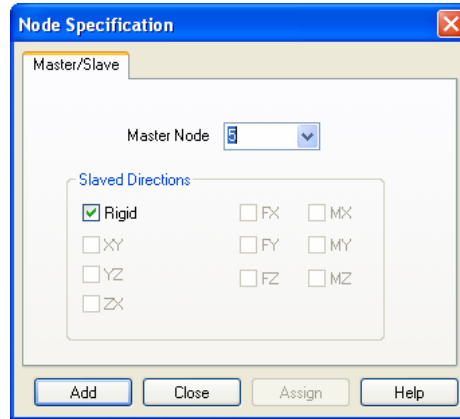 Node Specification
Master/Slave
Master Node 5
Slaved Directions
Rigid FX MX
XY FY MY
YZ FZ MZ
ZX
Add Close Assign Help